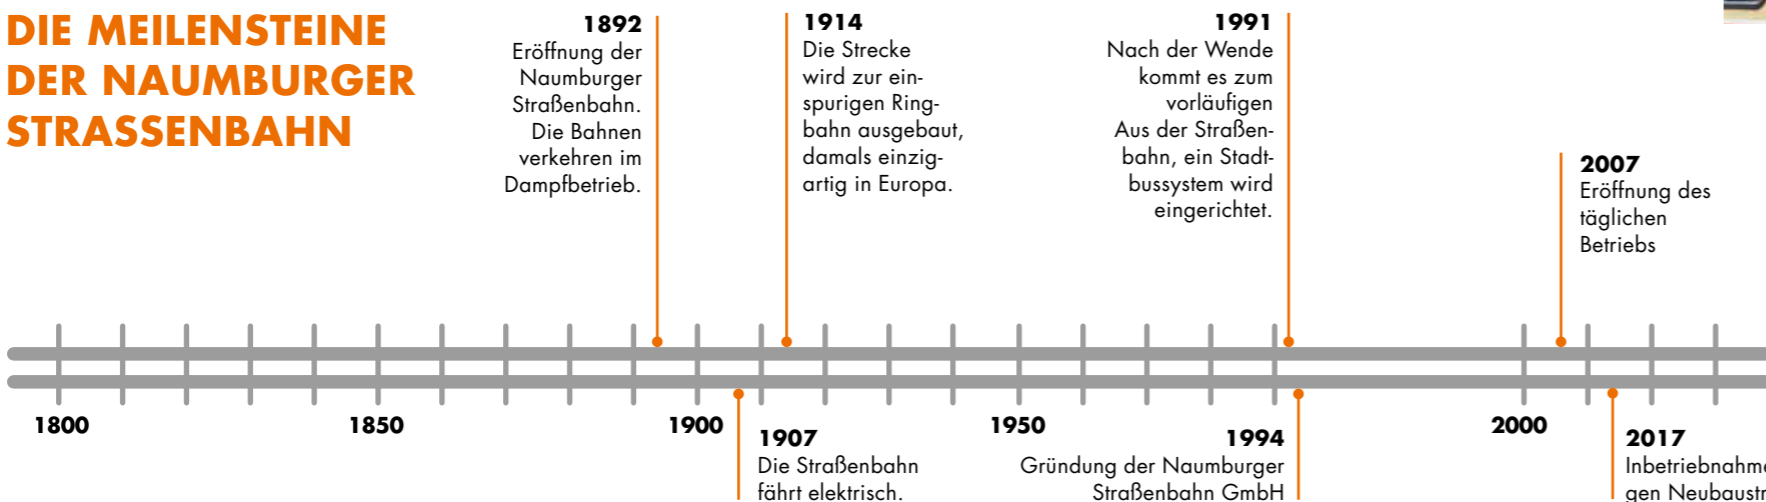 DIE MEILENSTEINE
DER NAUMBURGER
STRASSENBAHN
1892
Eröffnung der
Naumburger
Straßenbahn.
Die Bahnen
verkehren im
Dampfbetrieb.
1914
Die Strecke
wird zur ein-
spurigen Ring-
bahn ausgebaut,
damals einzig-
artig in Europa.
1991
Nach der Wende
kommt es zum
vorläufigen
Aus der Straßen-
bahn, ein Stadt-
bussystem wird
eingerichtet.
2007
Eröffnung des
täglichen
Betriebs
1800
1850
1900
1950
2000
1907
Die Straßenbahn
fährt elektrisch.
1994
Gründung der Naumburger
Straßenbahn GmbH
2017
Inbetriebnahme
gen Neubaustr